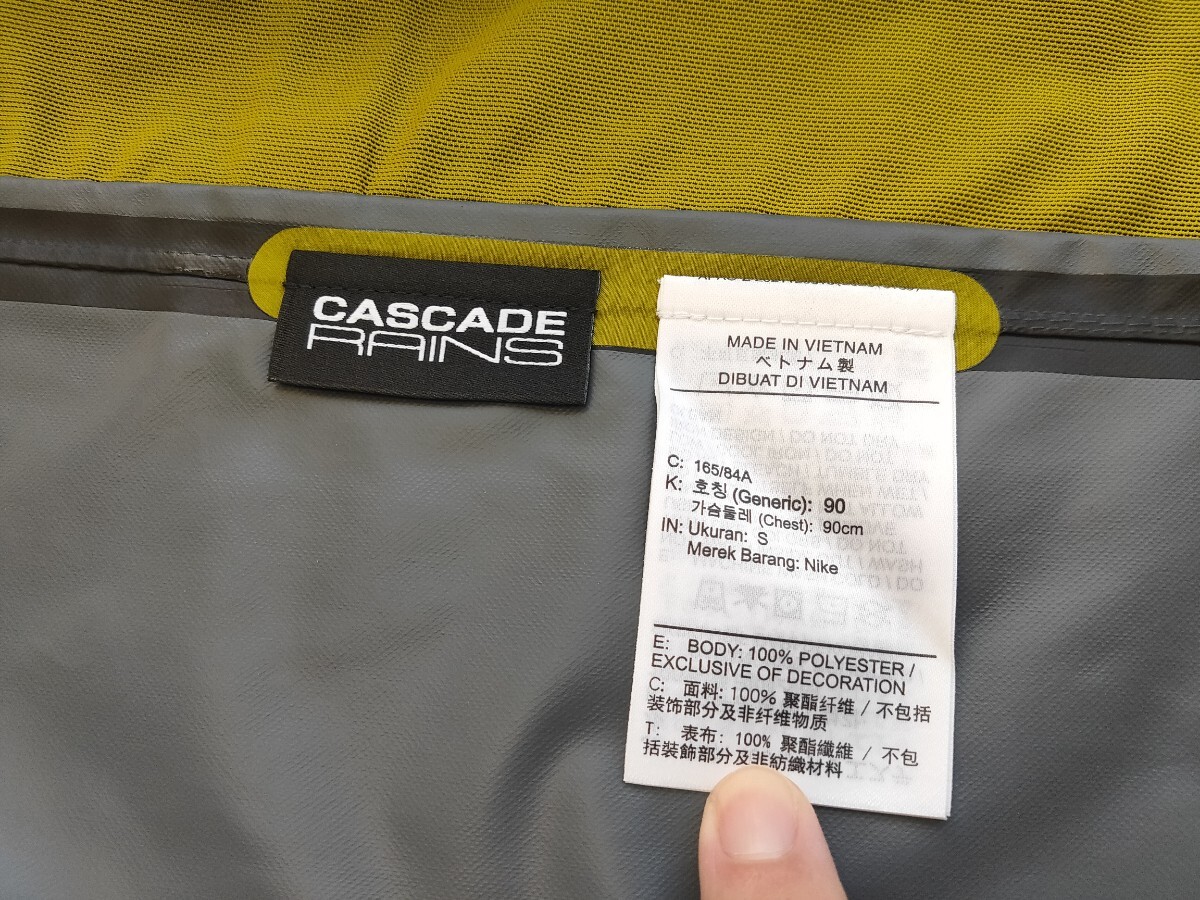 CASCADE
RAINS
MADE IN VIETNAM
ベトナム製
DIBUAT DI VIETNAM
C: 165/84A
K: 호칭 (Generic): 90
가슴둘레 (Chest): 90cm
IN: Ukuran: S
Merek Barang: Nike
E: BODY: 100% POLYESTER /
EXCLUSIVE OF DECORATION
C: 面料: 100% 聚酯纤维 / 不包括
装饰部分及非纤维物质
T: 表布: 100% 聚酯纖維 / 不包
括裝飾部分及非紡織材料